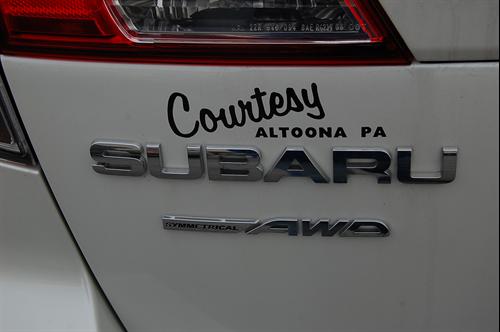 Courtesy
ALTOONA PA
SUBARU
SYMMETRICAL AWD